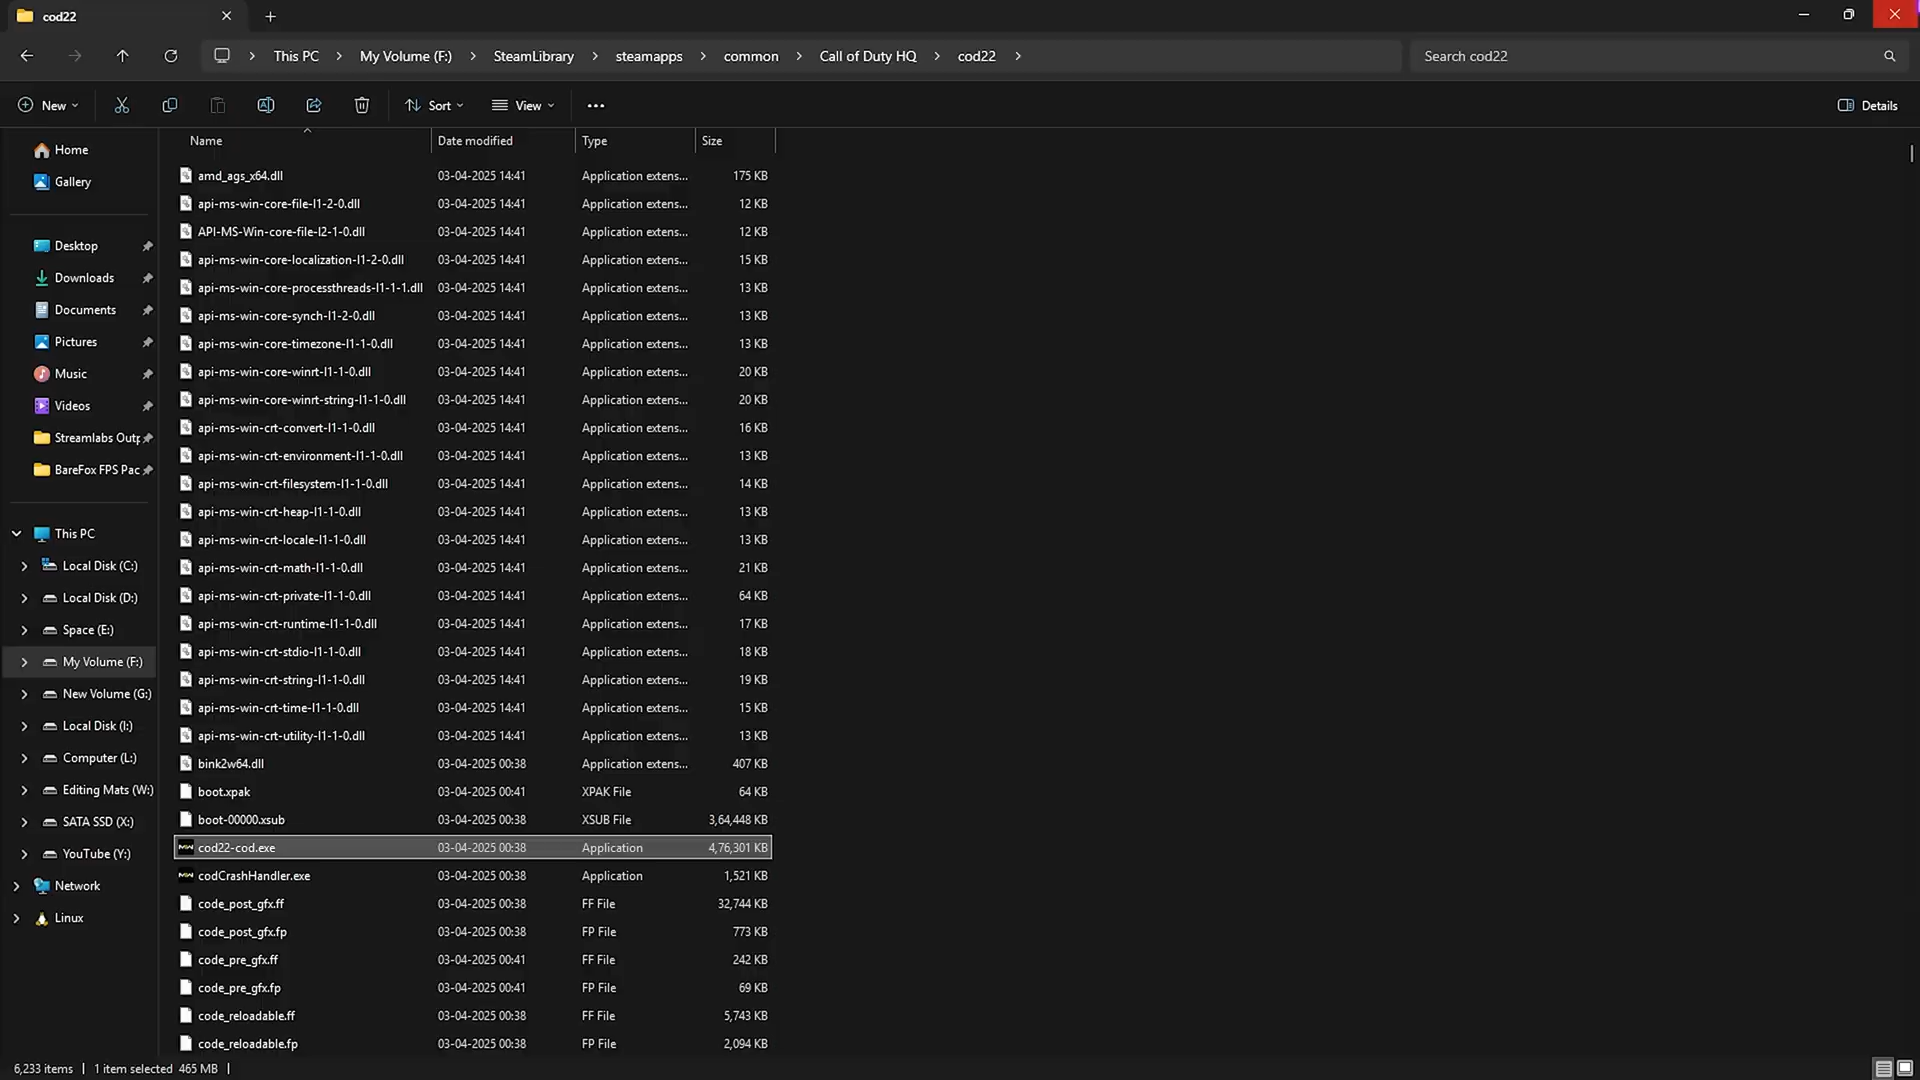 cod22
This PC My Volume (F:) SteamLibrary steamapps common Call of Duty HQ cod22 Search cod22
New Sort View Details
Name Date modified Type Size
Home
Gallery
Desktop
Downloads
Documents
Pictures
Music
Videos
Streamlabs Outp
BareFox FPS Pac
This PC
Local Disk (C:)
Local Disk (D:)
Space (E:)
My Volume (F:)
New Volume (G:)
Local Disk (I:)
Computer (L:)
Editing Mats (W:)
SATA SSD (X:)
YouTube (Y:)
Network
Linux
amd_ags_x64.dll 03-04-2025 14:41 Application extens... 175 KB
api-ms-win-core-file-l1-2-0.dll 03-04-2025 14:41 Application extens... 12 KB
API-MS-Win-core-file-l2-1-0.dll 03-04-2025 14:41 Application extens... 12 KB
api-ms-win-core-localization-l1-2-0.dll 03-04-2025 14:41 Application extens... 15 KB
api-ms-win-core-processthreads-l1-1-1.dll 03-04-2025 14:41 Application extens... 13 KB
api-ms-win-core-synch-l1-2-0.dll 03-04-2025 14:41 Application extens... 13 KB
api-ms-win-core-timezone-l1-1-0.dll 03-04-2025 14:41 Application extens... 13 KB
api-ms-win-core-winrt-l1-1-0.dll 03-04-2025 14:41 Application extens... 20 KB
api-ms-win-core-winrt-string-l1-1-0.dll 03-04-2025 14:41 Application extens... 20 KB
api-ms-win-crt-convert-l1-1-0.dll 03-04-2025 14:41 Application extens... 16 KB
api-ms-win-crt-environment-l1-1-0.dll 03-04-2025 14:41 Application extens... 13 KB
api-ms-win-crt-filesystem-l1-1-0.dll 03-04-2025 14:41 Application extens... 14 KB
api-ms-win-crt-heap-l1-1-0.dll 03-04-2025 14:41 Application extens... 13 KB
api-ms-win-crt-locale-l1-1-0.dll 03-04-2025 14:41 Application extens... 13 KB
api-ms-win-crt-math-l1-1-0.dll 03-04-2025 14:41 Application extens... 21 KB
api-ms-win-crt-private-l1-1-0.dll 03-04-2025 14:41 Application extens... 64 KB
api-ms-win-crt-runtime-l1-1-0.dll 03-04-2025 14:41 Application extens... 17 KB
api-ms-win-crt-stdio-l1-1-0.dll 03-04-2025 14:41 Application extens... 18 KB
api-ms-win-crt-string-l1-1-0.dll 03-04-2025 14:41 Application extens... 19 KB
api-ms-win-crt-time-l1-1-0.dll 03-04-2025 14:41 Application extens... 15 KB
api-ms-win-crt-utility-l1-1-0.dll 03-04-2025 14:41 Application extens... 13 KB
bink2w64.dll 03-04-2025 00:38 Application extens... 407 KB
boot.xpak 03-04-2025 00:41 XPAK File 64 KB
boot-00000.xsub 03-04-2025 00:38 XSUB File 3,64,448 KB
cod22-cod.exe 03-04-2025 00:38 Application 4,76,301 KB
codCrashHandler.exe 03-04-2025 00:38 Application 1,521 KB
code_post_gfx.ff 03-04-2025 00:38 FF File 32,744 KB
code_post_gfx.fp 03-04-2025 00:38 FP File 773 KB
code_pre_gfx.ff 03-04-2025 00:41 FF File 242 KB
code_pre_gfx.fp 03-04-2025 00:41 FP File 69 KB
code_reloadable.ff 03-04-2025 00:38 FF File 5,743 KB
code_reloadable.fp 03-04-2025 00:38 FP File 2,094 KB
6,233 items 1 item selected 465 MB